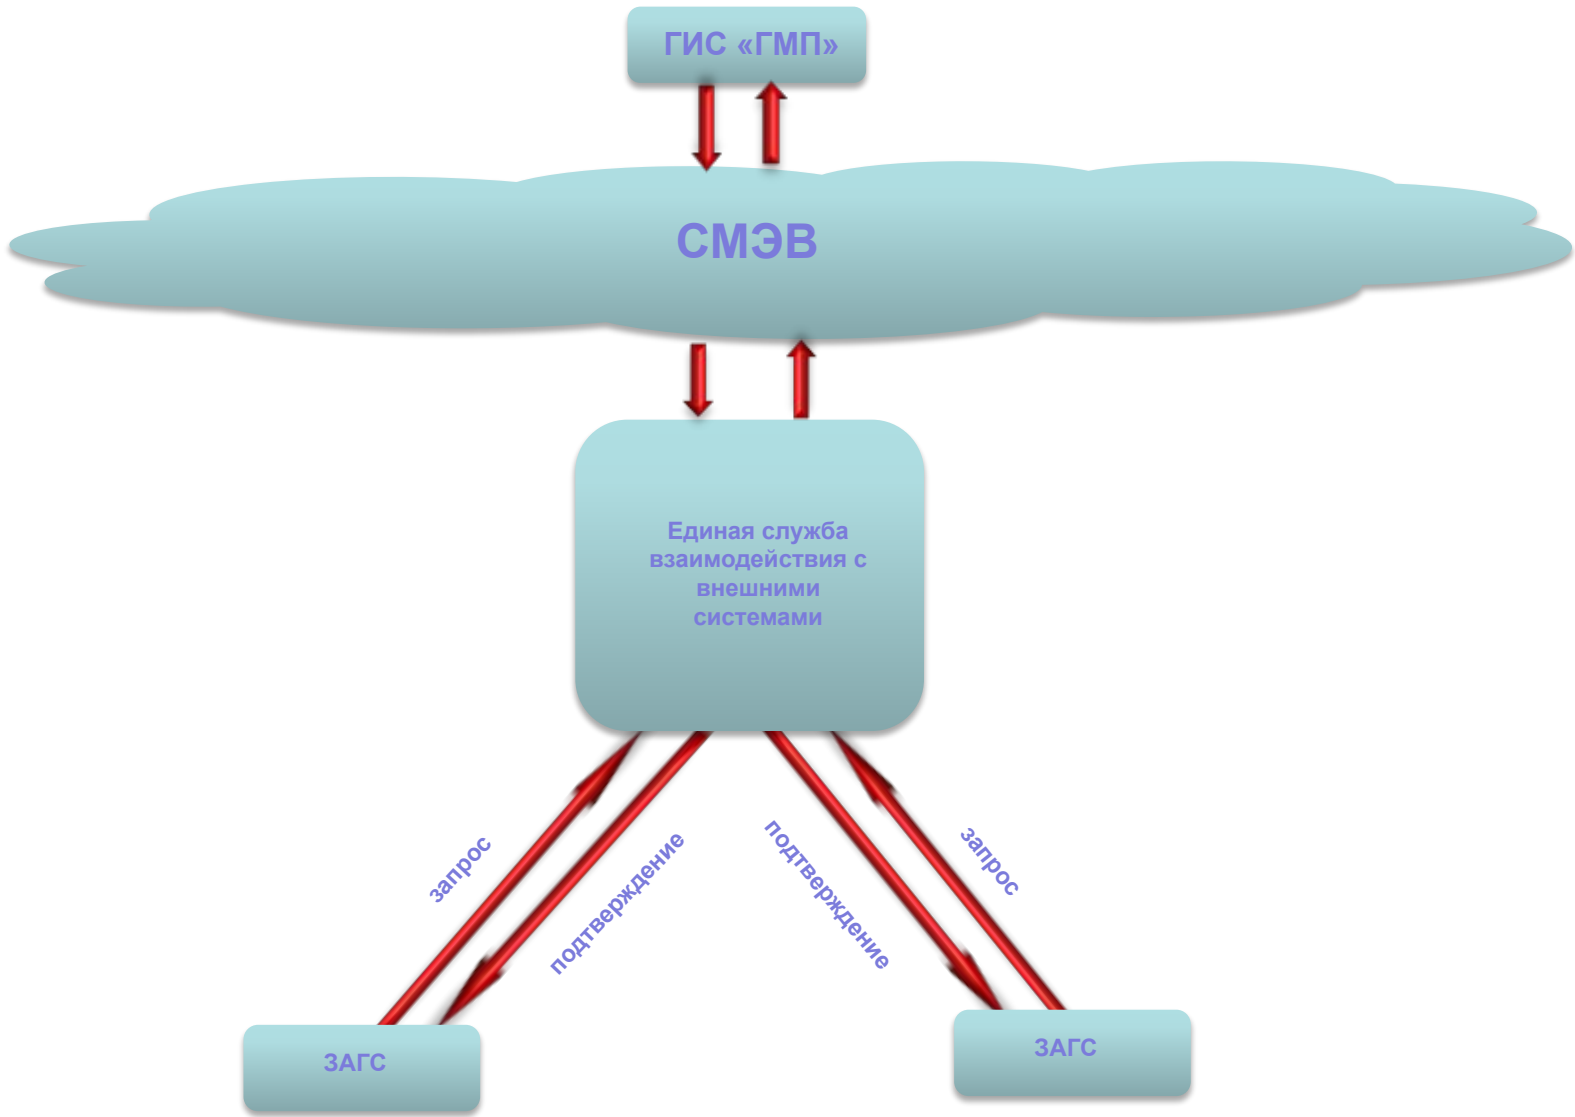 ГИС «ГМП»
СМЭВ
Единая служба
взаимодействия с
внешними
системами
запрос
подтверждение
подтверждение
запрос
ЗАГС
ЗАГС